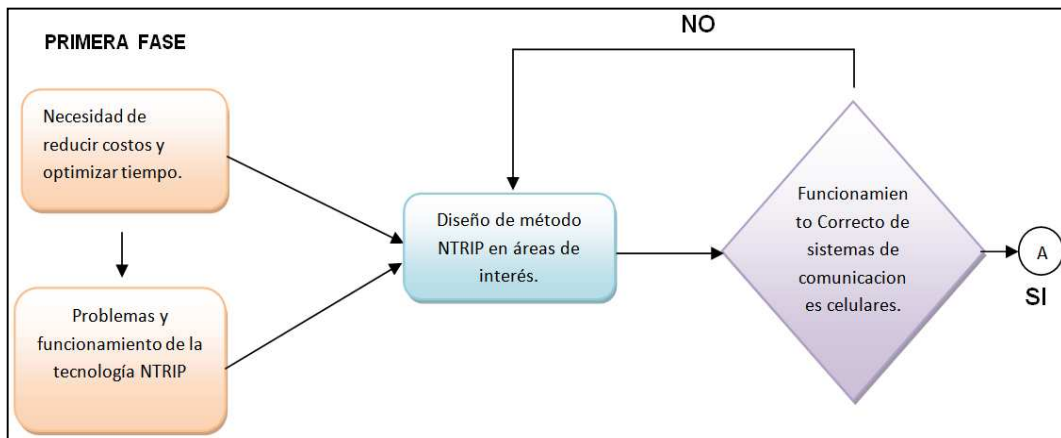 PRIMERA FASE
NO
Necesidad de
reducir costos y
optimizar tiempo.
Problemas y
funcionamiento de la
tecnología NTRIP
Diseño de método
NTRIP en áreas de
interés.
Funcionamien
to Correcto de
sistemas de
comunicacion
es celulares.
A
SI